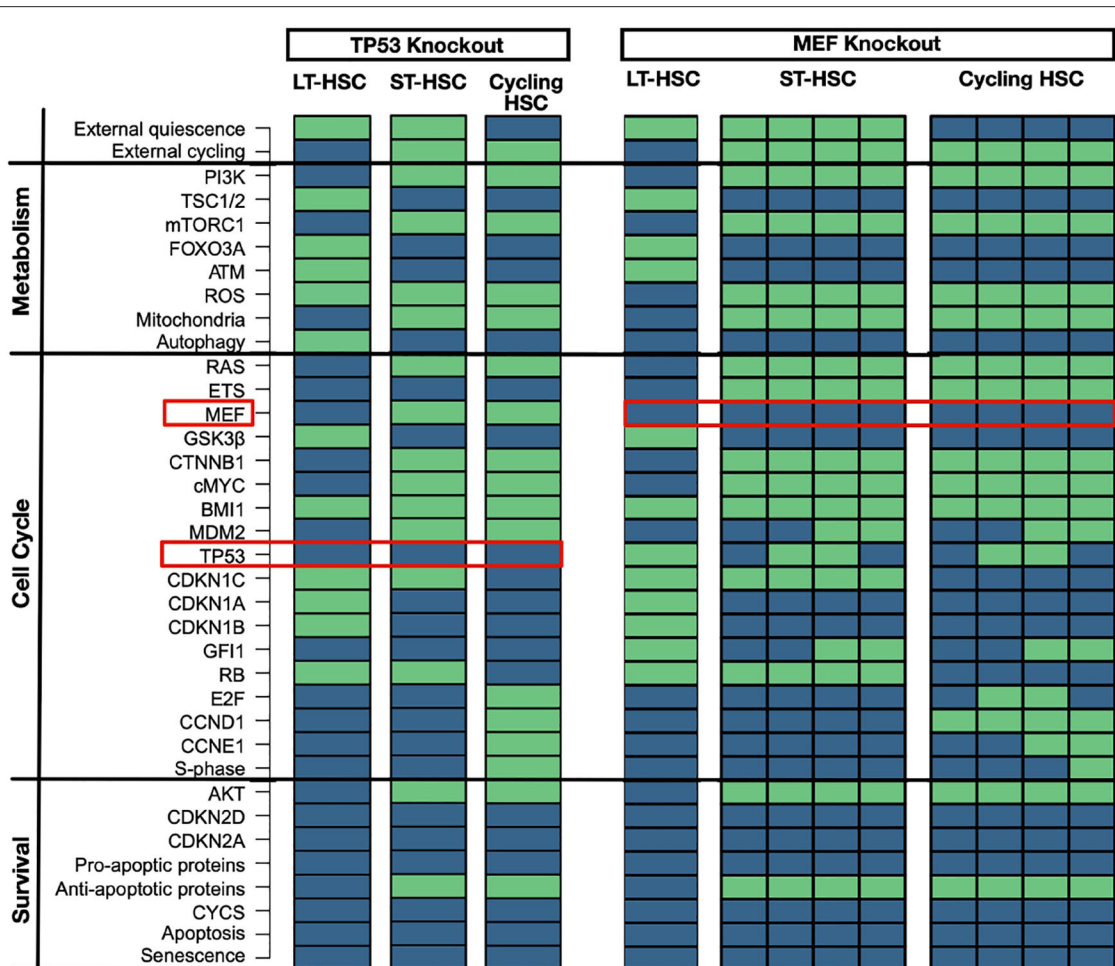 TP53 Knockout
MEF Knockout
LT-HSC
ST-HSC
Cycling
HSC
LT-HSC
ST-HSC
Cycling HSC
External quiescence
External cycling
Metabolism
PI3K
TSC1/2
mTORC1
FOXO3A
ATM
ROS
Mitochondria
Autophagy
Cell Cycle
RAS
ETS
MEF
GSK3β
CTNNB1
cMYC
BMI1
MDM2
TP53
CDKN1C
CDKN1A
CDKN1B
GFI1
RB
E2F
CCND1
CCNE1
S-phase
Survival
AKT
CDKN2D
CDKN2A
Pro-apoptic proteins
Anti-apoptotic proteins
CYCS
Apoptosis
Senescence